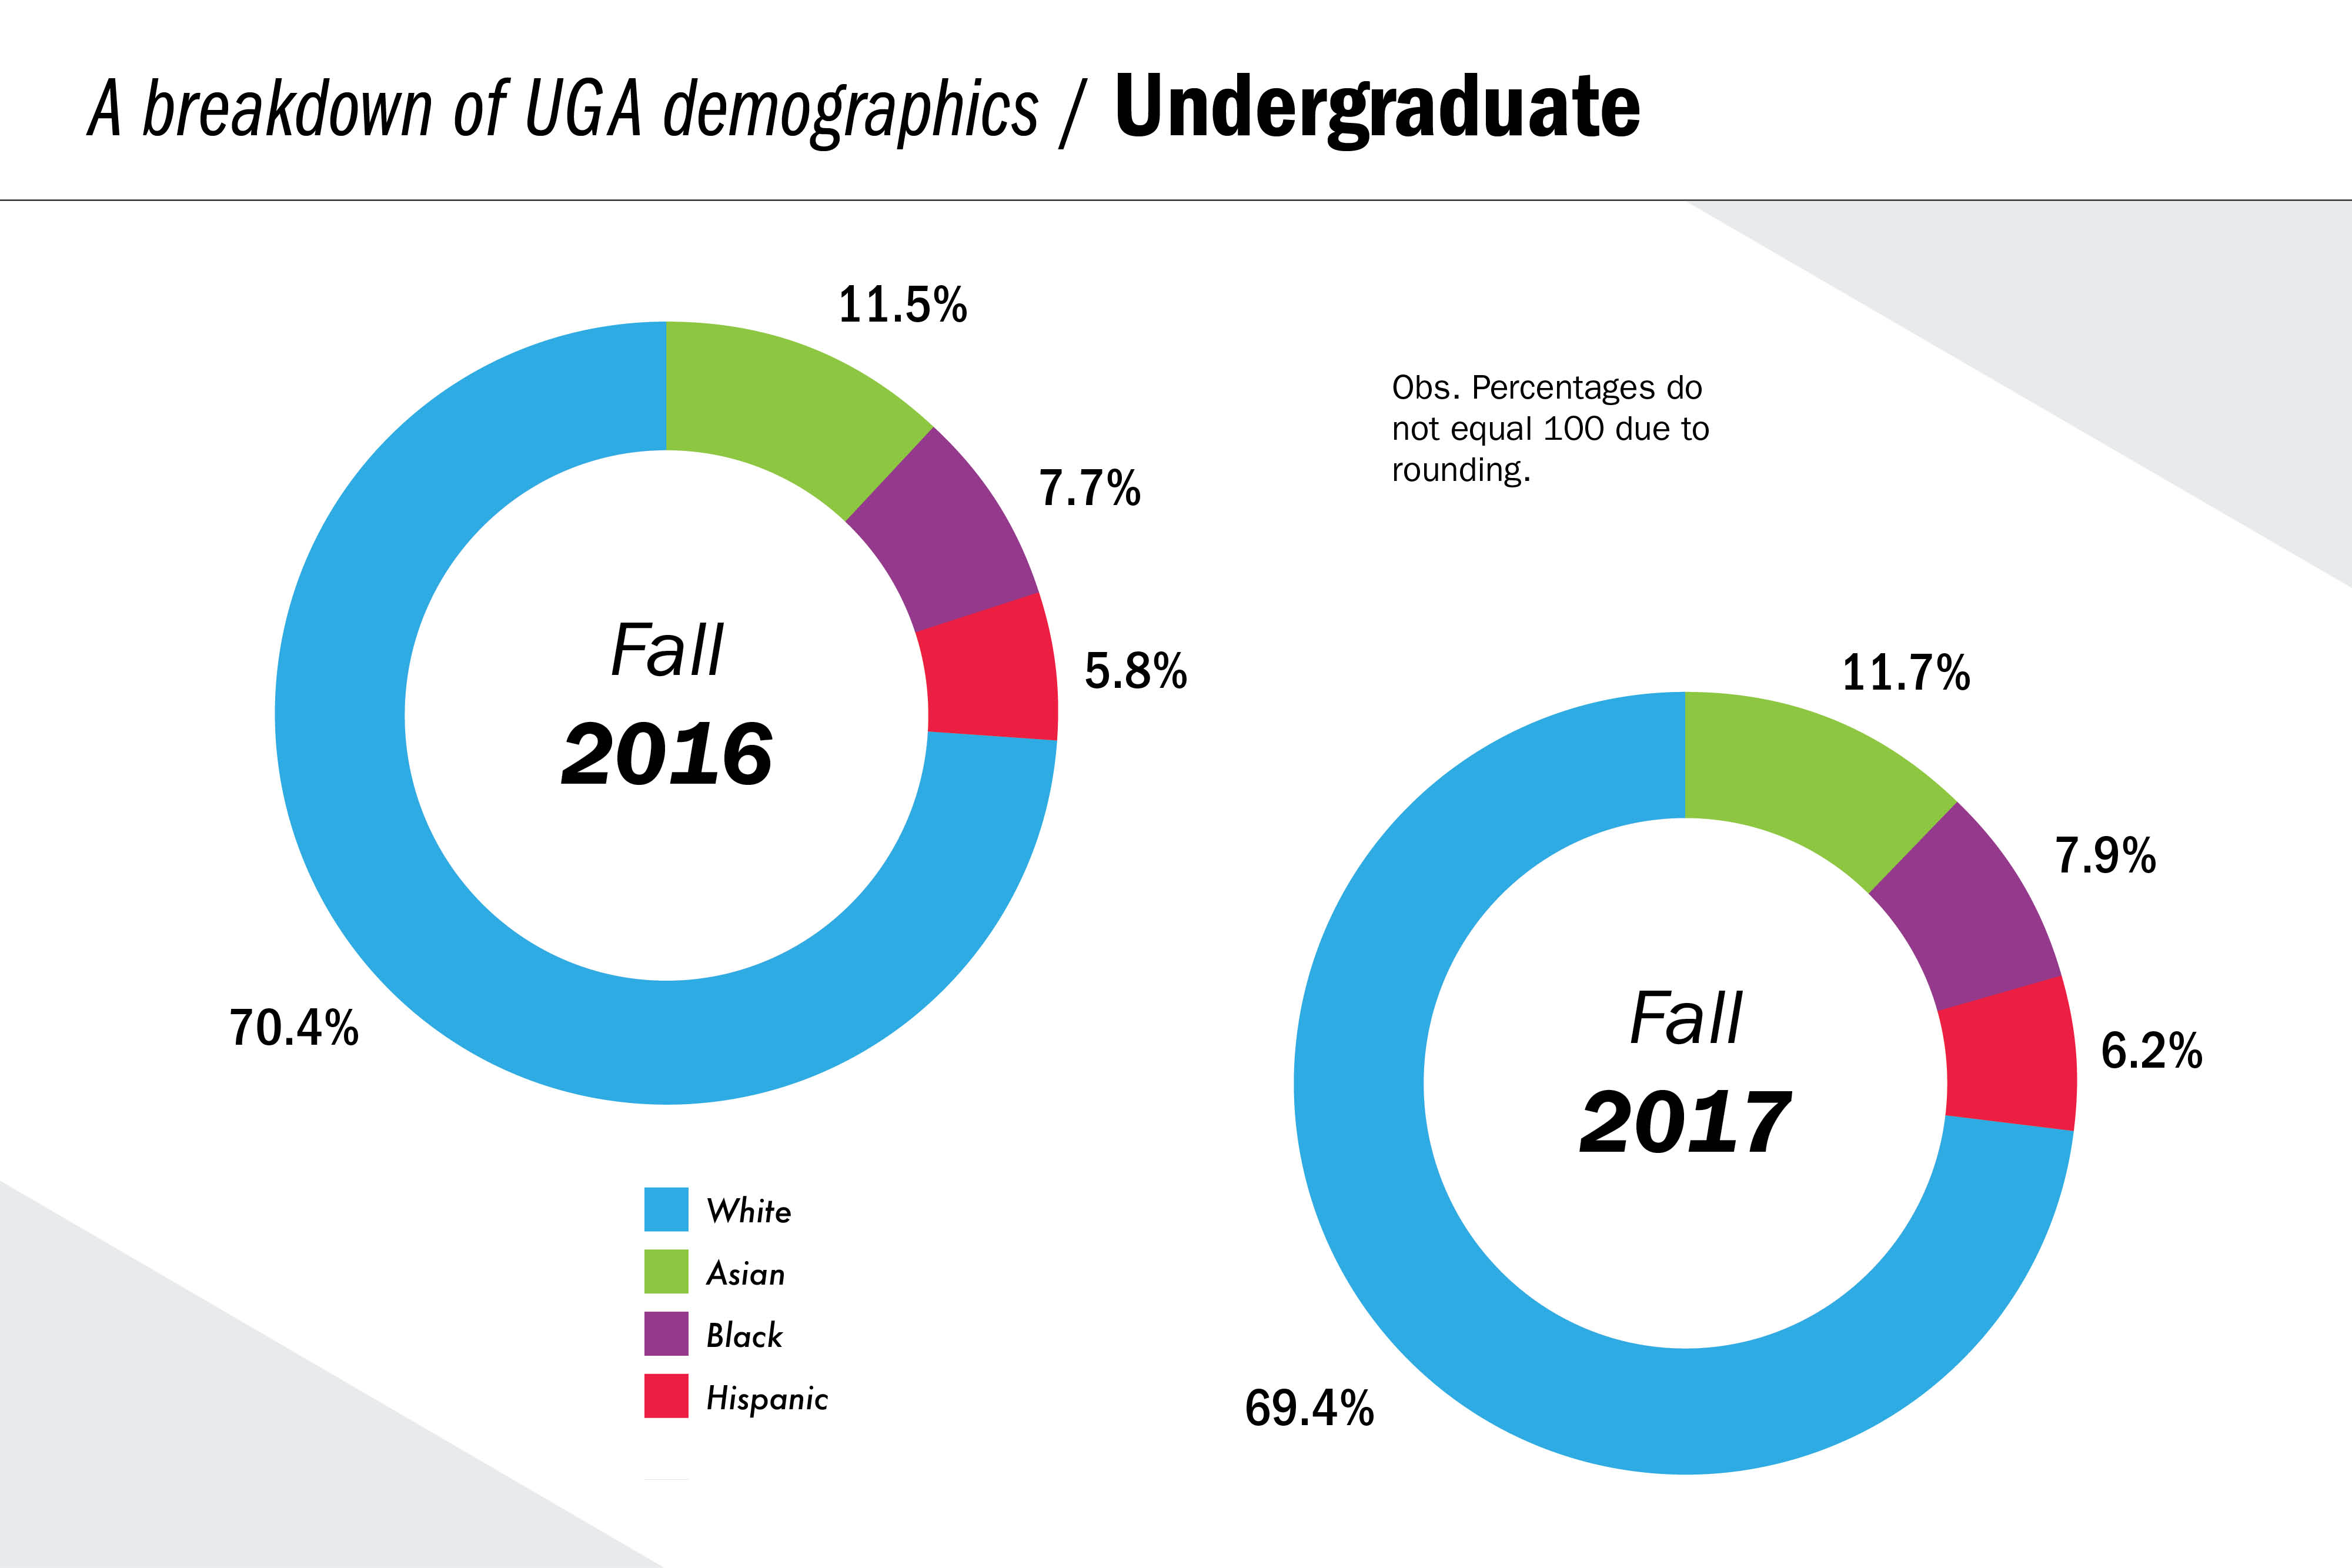 A breakdown of UGA demographics / Undergraduate
11.5%
7.7%
5.8%
70.4%
Fall
2016
Obs. Percentages do
not equal 100 due to
rounding.
11.7%
7.9%
6.2%
69.4%
Fall
2017
White
Asian
Black
Hispanic